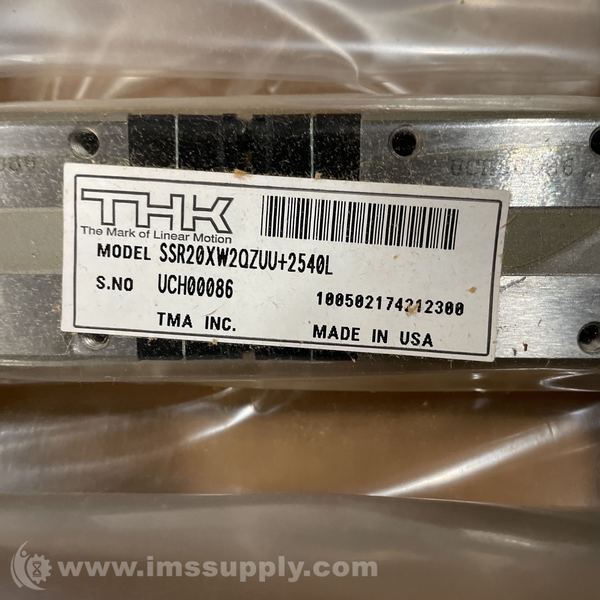 THK
The Mark of Linear Motion
MODEL SSR20XW2QZUU+2540L
S.NO UCH00086
100502174212300
TMA INC. MADE IN USA
www.imssupply.com